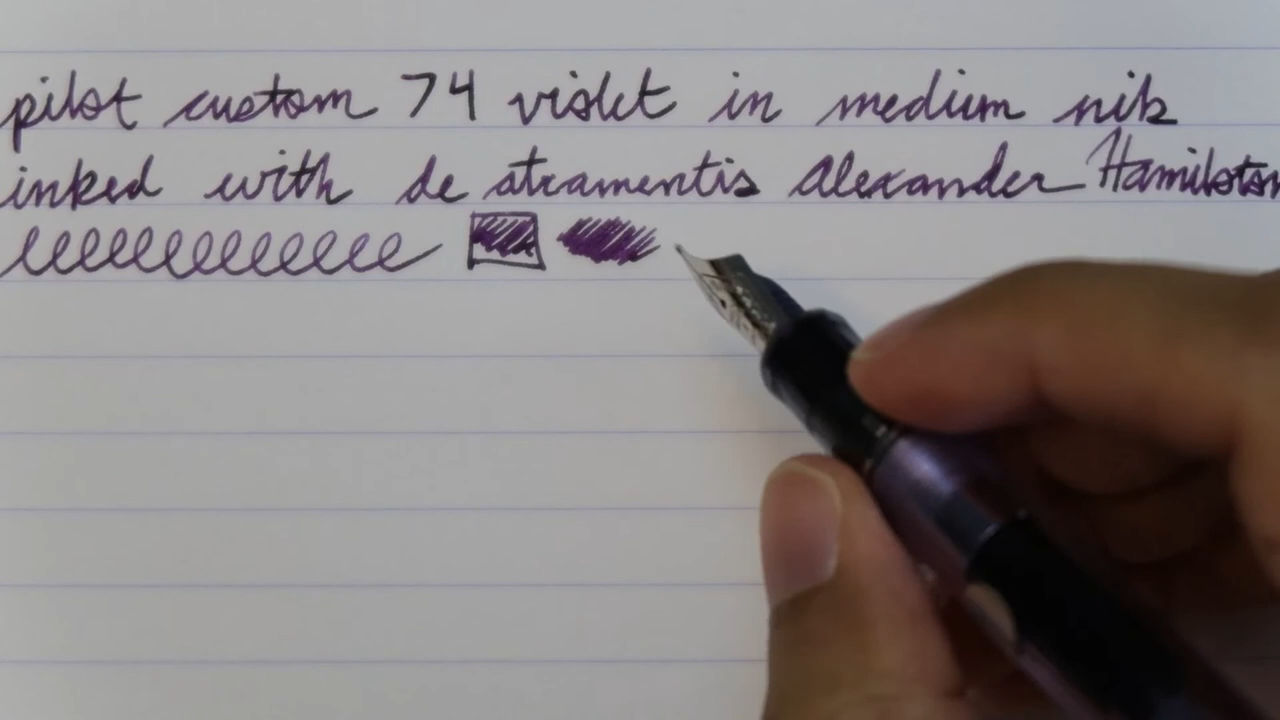 pilot custom 74 violet in medium nib
inked with de atramentis Alexander Hamilton